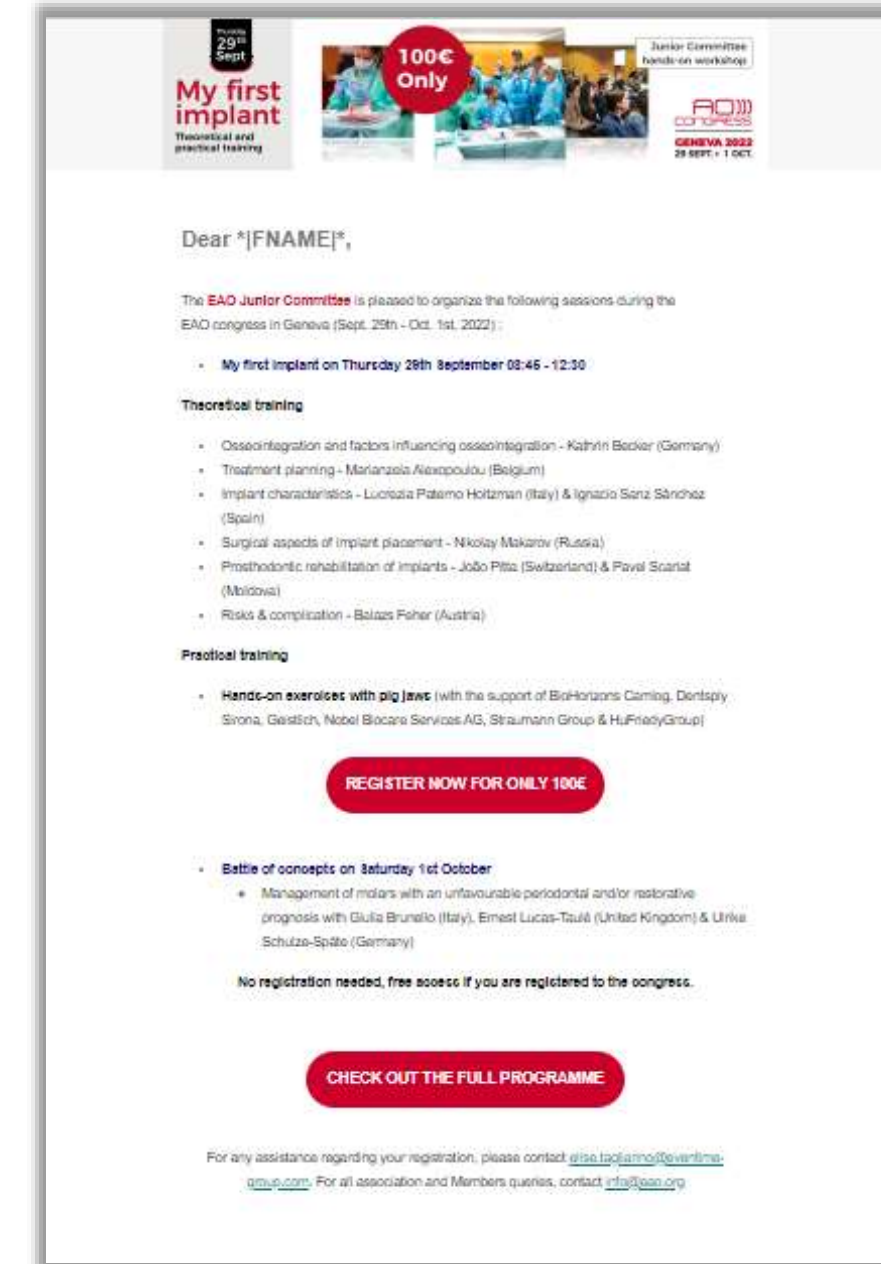 Thursday
29th
Sept
My first
implant
Theoretical and
practical training
100€
Only
Junior Committee
hands-on workshop
AO)))
CONGRESS
GENEVA 2022
29 SEPT. > 1 OCT.
Dear *|FNAME|*,
The EAO Junior Committee is pleased to organize the following sessions during the
EAO congress in Geneva (Sept. 29th - Oct. 1st, 2022) :
• My first implant on Thursday 29th September 08:45 - 12:30
Theoretical training
• Osseointegration and factors influencing osseointegration - Kathrin Becker (Germany)
• Treatment planning - Marianzela Alexopoulou (Belgium)
• Implant characteristics - Lucrezia Paterno Holtzman (Italy) & Ignacio Sanz Sánchez
(Spain)
• Surgical aspects of implant placement - Nikolay Makarov (Russia)
• Prosthodontic rehabilitation of implants - João Pitta (Switzerland) & Pavel Scarlat
(Moldova)
• Risks & complication - Balazs Feher (Austria)
Practical training
• Hands-on exercises with pig jaws (with the support of BioHorizons Camlog, Dentsply
Sirona, Geistlich, Nobel Biocare Services AG, Straumann Group & HuFriedyGroup)
REGISTER NOW FOR ONLY 100€
• Battle of concepts on Saturday 1st October
• Management of molars with an unfavourable periodontal and/or restorative
prognosis with Giulia Brunello (Italy), Ernest Lucas-Taulé (United Kingdom) & Ulrike
Schulze-Späte (Germany)
No registration needed, free access if you are registered to the congress.
CHECK OUT THE FULL PROGRAMME
For any assistance regarding your registration, please contact elise.tagliarino@eventime-
group.com. For all association and Members queries, contact info@eao.org